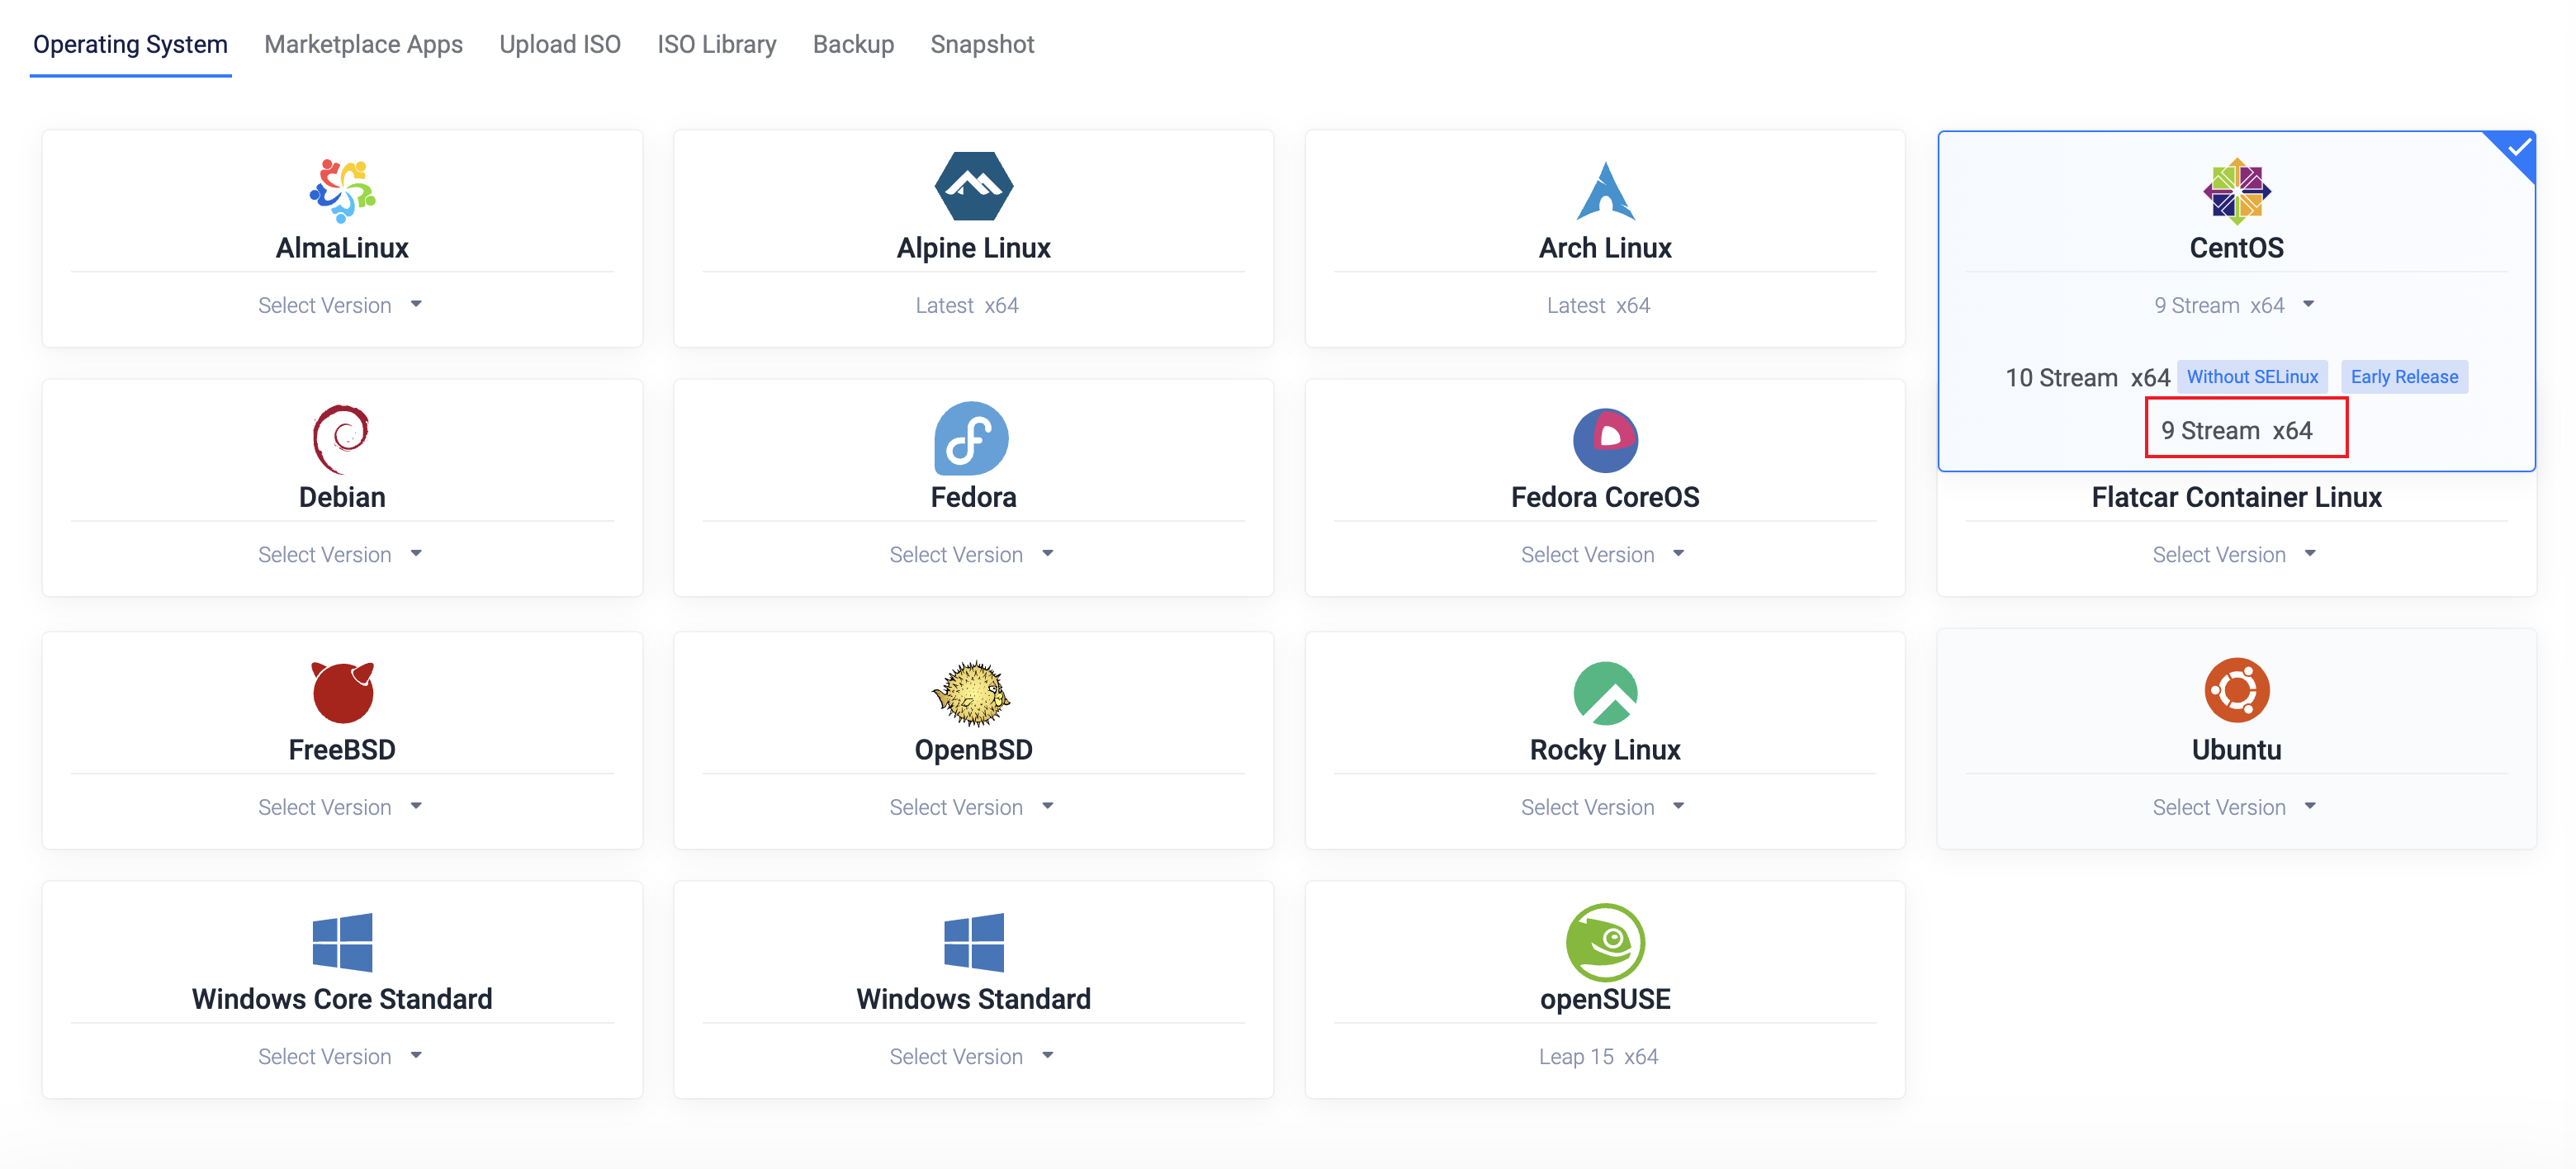 Operating System Marketplace Apps Upload ISO ISO Library Backup Snapshot
AlmaLinux
Select Version
Alpine Linux
Latest x64
Arch Linux
Latest x64
CentOS
9 Stream x64
10 Stream x64 Without SELinux Early Release
9 Stream x64
Debian
Select Version
Fedora
Select Version
Fedora CoreOS
Select Version
Flatcar Container Linux
Select Version
FreeBSD
Select Version
OpenBSD
Select Version
Rocky Linux
Select Version
Ubuntu
Select Version
Windows Core Standard
Select Version
Windows Standard
Select Version
openSUSE
Leap 15 x64